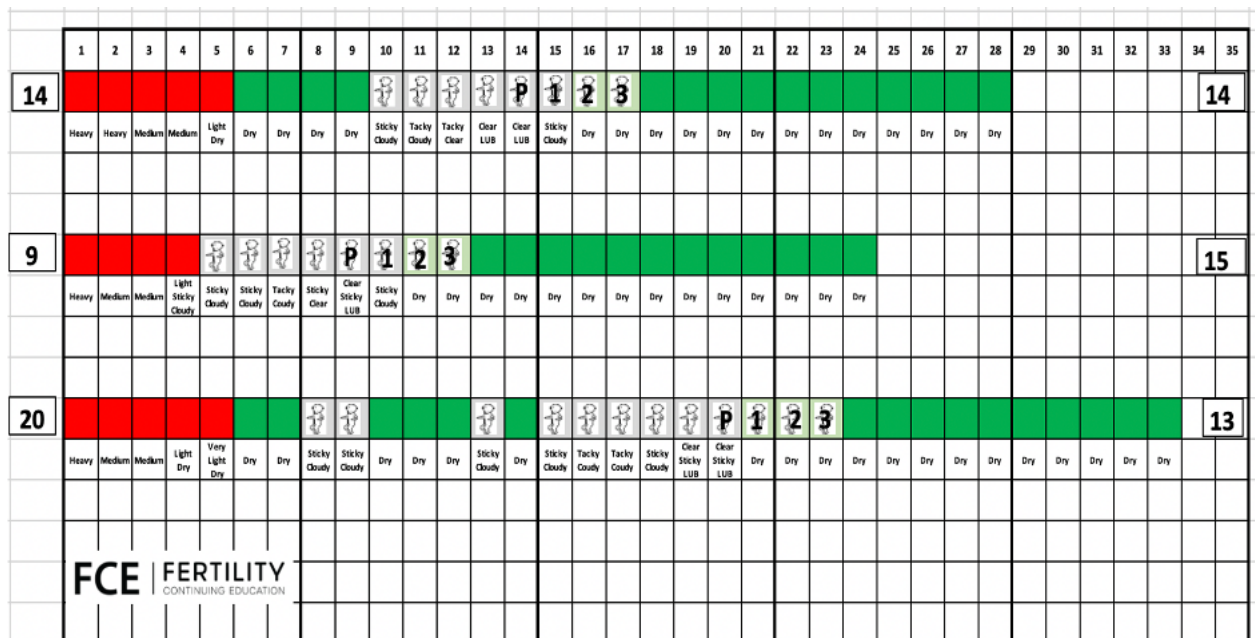 1 2 3 4 5 6 7 8 9 10 11 12 13 14 15 16 17 18 19 20 21 22 23 24 25 26 27 28 29 30 31 32 33 34 35
14 P 1 2 3 14
Heavy Heavy Medium Medium Light Dry Dry Dry Dry Dry Sticky Cloudy Tacky Cloudy Tacky Clear Clear LUB Clear LUB Sticky Cloudy Dry Dry Dry Dry Dry Dry Dry Dry Dry Dry Dry Dry Dry
9 P 1 2 3 15
Heavy Medium Medium Light Sticky Cloudy Sticky Cloudy Sticky Cloudy Tacky Coudy Sticky Clear Clear Sticky LUB Sticky Cloudy Dry Dry Dry Dry Dry Dry Dry Dry Dry Dry Dry Dry Dry Dry
20 P 1 2 3 13
Heavy Medium Medium Light Dry Very Light Dry Dry Dry Sticky Cloudy Sticky Cloudy Dry Dry Dry Sticky Cloudy Dry Sticky Cloudy Tacky Coudy Tacky Coudy Sticky Cloudy Clear Sticky LUB Clear Sticky LUB Dry Dry Dry Dry Dry Dry Dry Dry Dry Dry Dry Dry Dry
FCE FERTILITY
CONTINUING EDUCATION